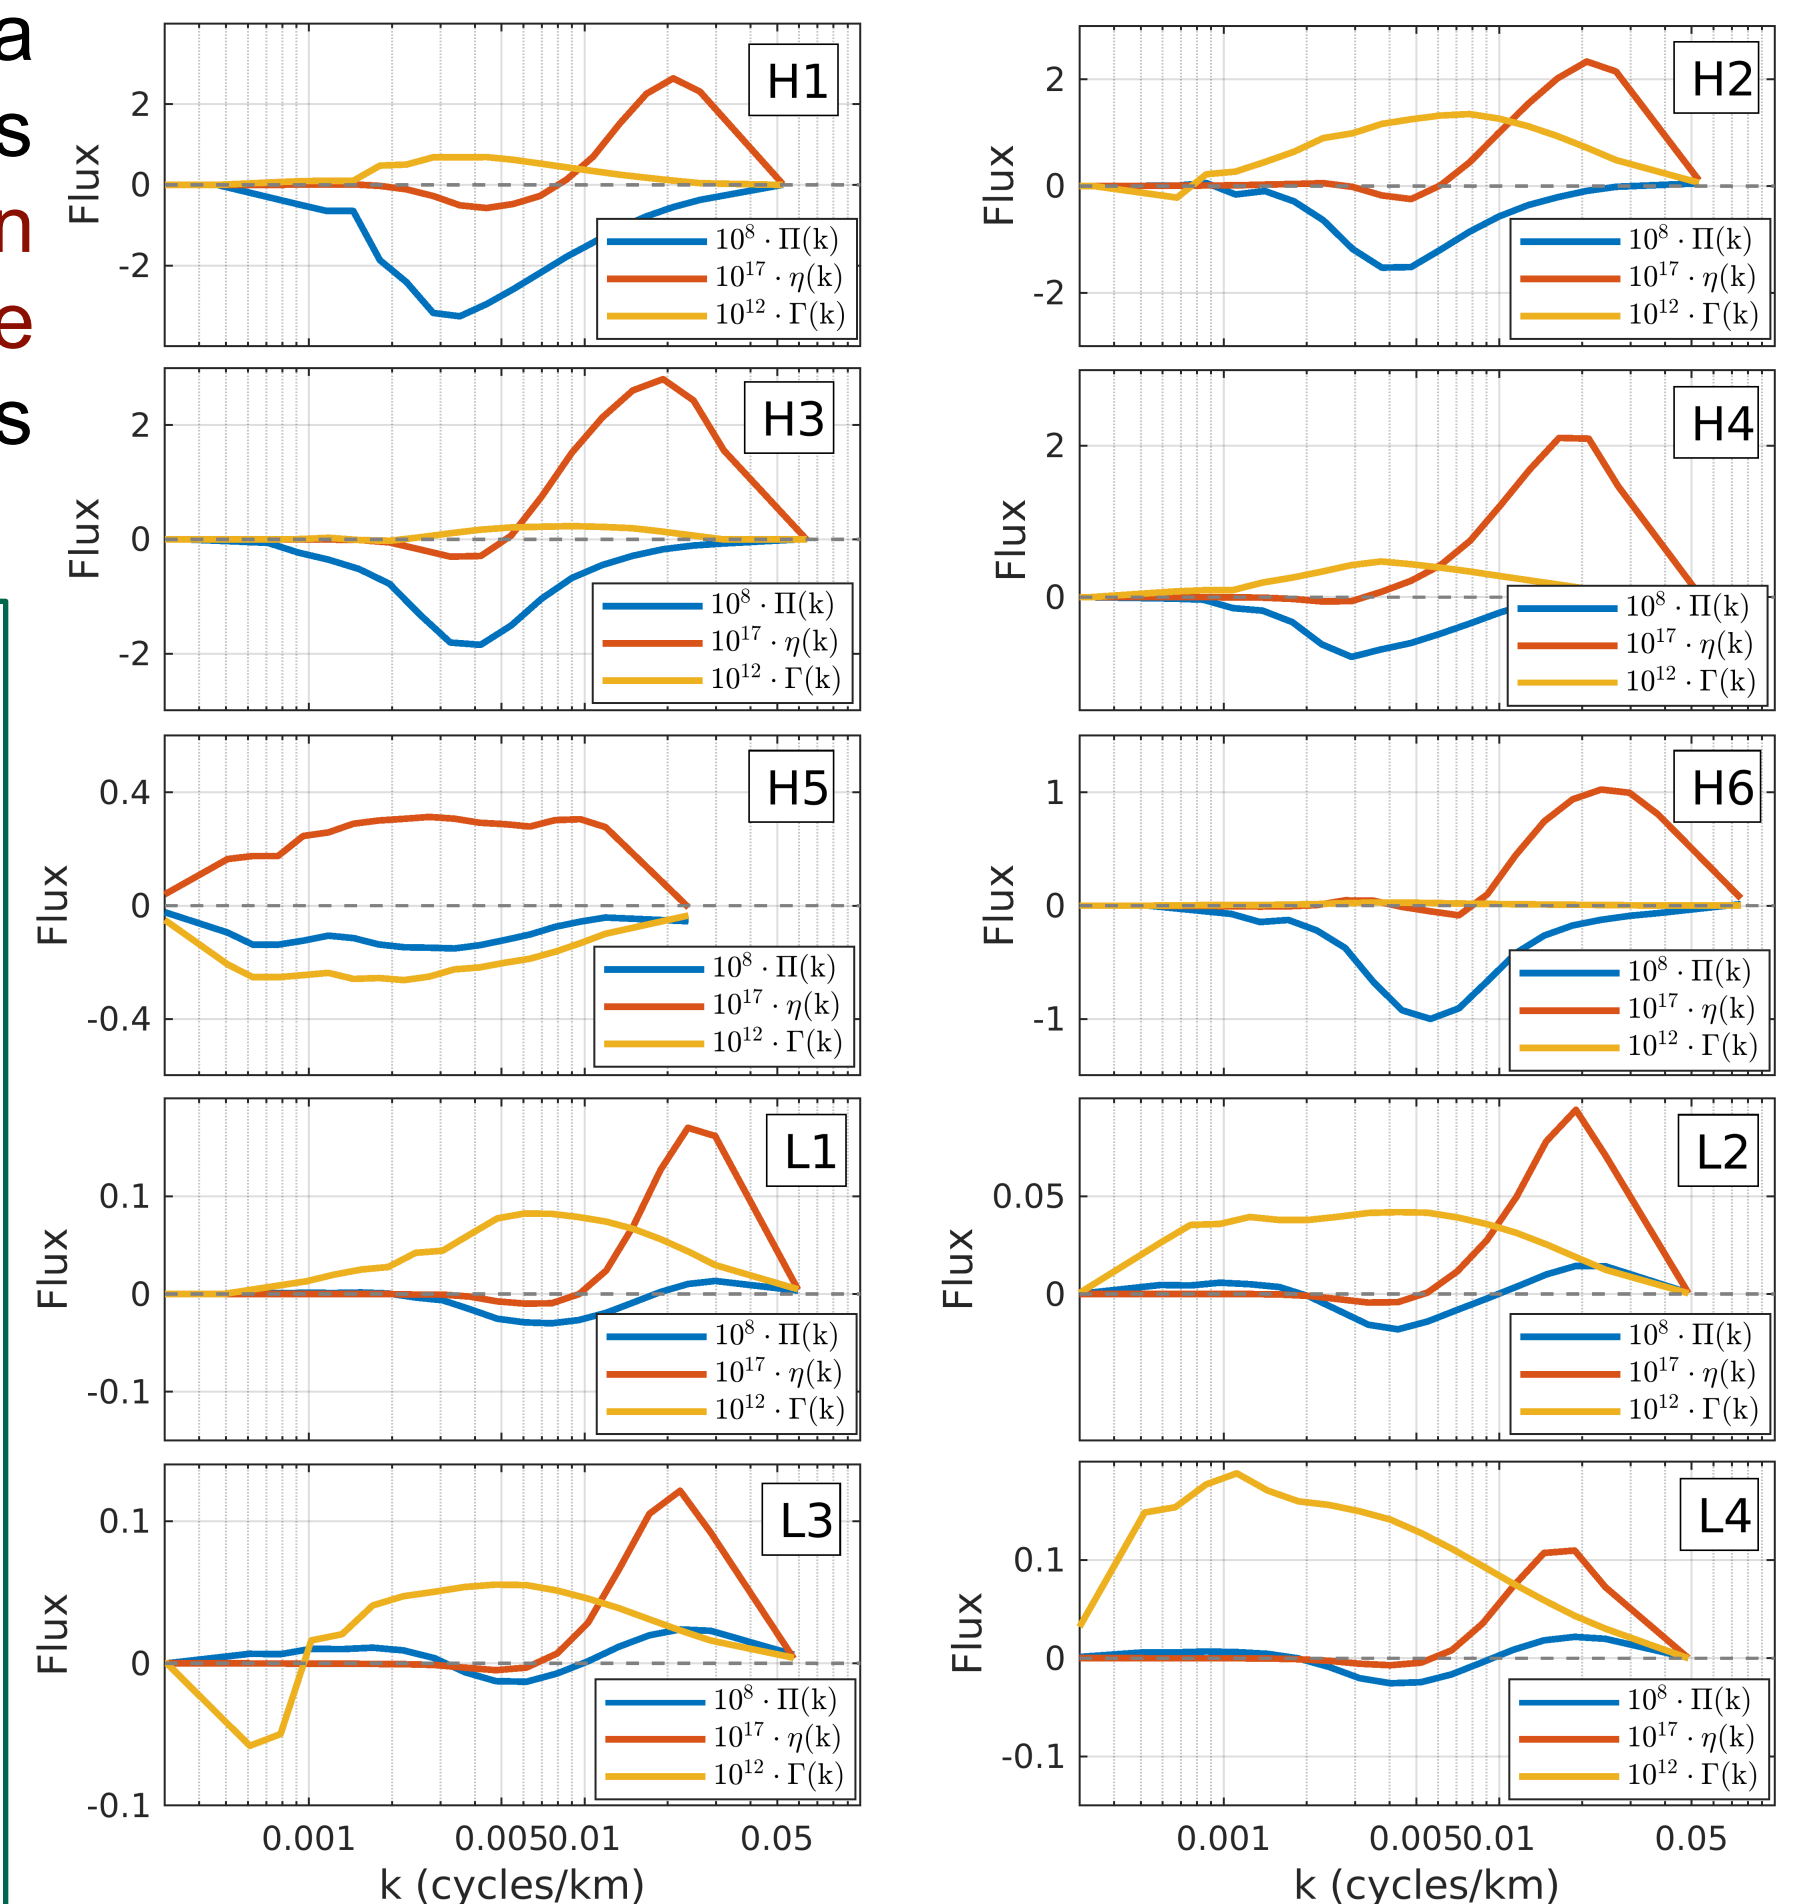 a
s
n
e
s
H1
Flux
2
0
-2
10^8 · Π(k)
10^17 · η(k)
10^12 · Γ(k)
H2
Flux
2
0
-2
10^8 · Π(k)
10^17 · η(k)
10^12 · Γ(k)
H3
Flux
2
0
-2
10^8 · Π(k)
10^17 · η(k)
10^12 · Γ(k)
H4
Flux
2
0
10^8 · Π(k)
10^17 · η(k)
10^12 · Γ(k)
H5
Flux
0.4
0
-0.4
10^8 · Π(k)
10^17 · η(k)
10^12 · Γ(k)
H6
Flux
1
0
-1
10^8 · Π(k)
10^17 · η(k)
10^12 · Γ(k)
L1
Flux
0.1
0
-0.1
10^8 · Π(k)
10^17 · η(k)
10^12 · Γ(k)
L2
Flux
0.05
0
10^8 · Π(k)
10^17 · η(k)
10^12 · Γ(k)
L3
Flux
0.1
0
-0.1
10^8 · Π(k)
10^17 · η(k)
10^12 · Γ(k)
0.001 0.005 0.01 0.05
k (cycles/km)
L4
Flux
0.1
0
-0.1
10^8 · Π(k)
10^17 · η(k)
10^12 · Γ(k)
0.001 0.005 0.01 0.05
k (cycles/km)